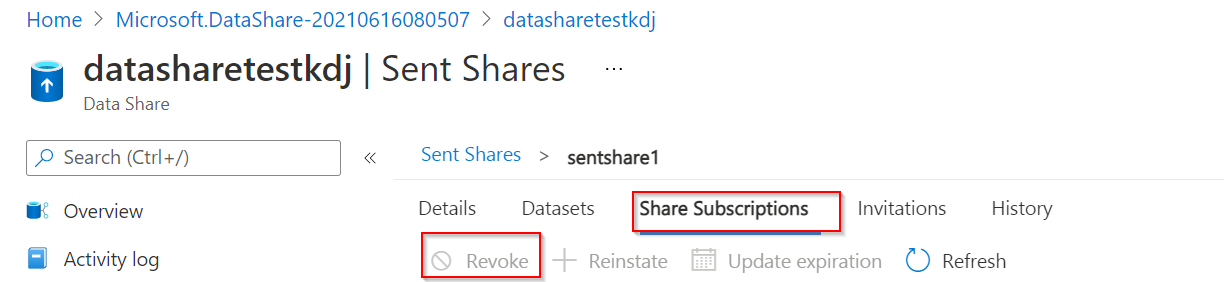 Home > Microsoft.DataShare-20210616080507 > datasharetestkdj
datasharetestkdj | Sent Shares ...
Data Share
Search (Ctrl+/) «
Sent Shares > sentshare1
Overview
Activity log
Details Datasets Share Subscriptions Invitations History
Revoke Reinstate Update expiration Refresh